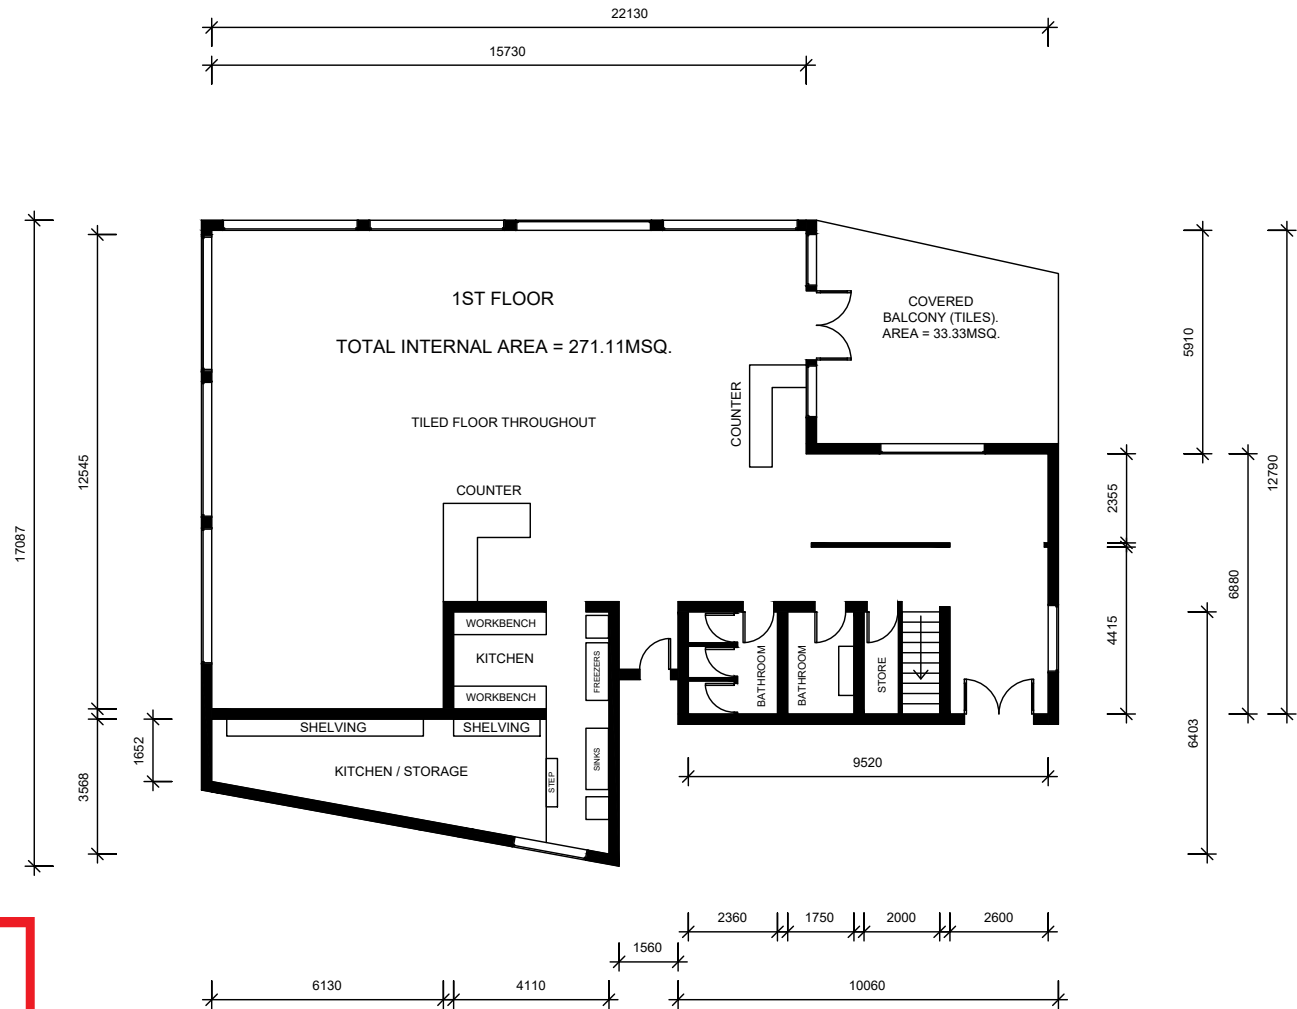 22130
15730
1ST FLOOR
TOTAL INTERNAL AREA = 271.11MSQ.
TILED FLOOR THROUGHOUT
COVERED
BALCONY (TILES).
AREA = 33.33MSQ.
COUNTER
COUNTER
5910
12790
2355
6880
4415
6403
17087
12545
3568
1652
WORKBENCH
KITCHEN
WORKBENCH
FREEZERS
SHELVING
SHELVING
KITCHEN / STORAGE
STEP
SINKS
BATHROOM
BATHROOM
STORE
9520
2360
1750
2000
2600
1560
6130
4110
10060